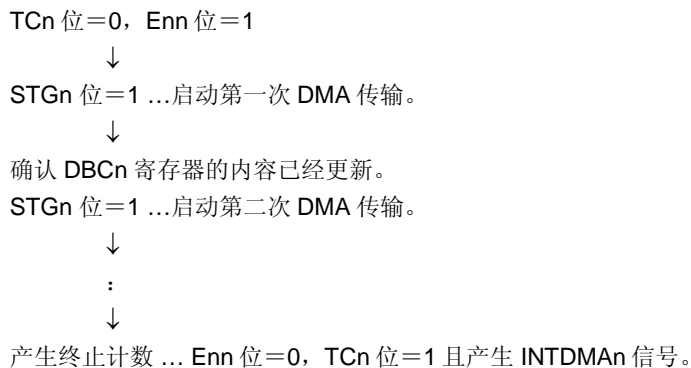 TCn 位＝0，Enn 位＝1
↓
STGn 位＝1 …启动第一次 DMA 传输。
↓
确认 DBCn 寄存器的内容已经更新。
STGn 位＝1 …启动第二次 DMA 传输。
↓
：
↓
产生终止计数 … Enn 位＝0，TCn 位＝1 且产生 INTDMAn 信号。